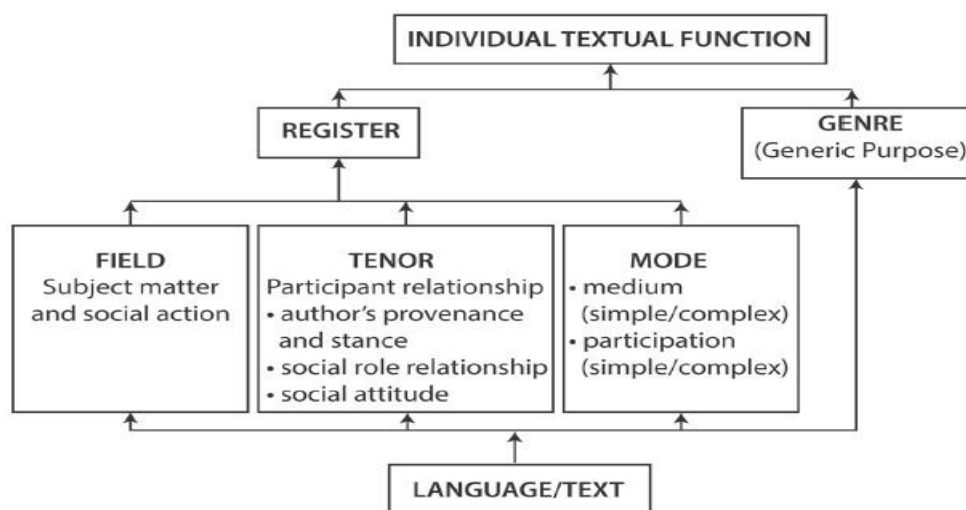 INDIVIDUAL TEXTUAL FUNCTION
REGISTER
GENRE
(Generic Purpose)
FIELD
Subject matter
and social action
TENOR
Participant relationship
• author's provenance
and stance
• social role relationship
• social attitude
MODE
• medium
(simple/complex)
• participation
(simple/complex)
LANGUAGE/TEXT